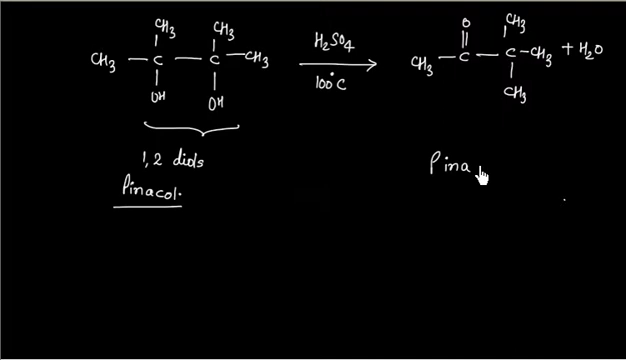 CH3 CH3 H2SO4 O CH3
CH3 - C - C - CH3 → CH3 - C - C - CH3 + H2O
OH OH 100°C CH3
1,2 diols
Pinacol.
Pina